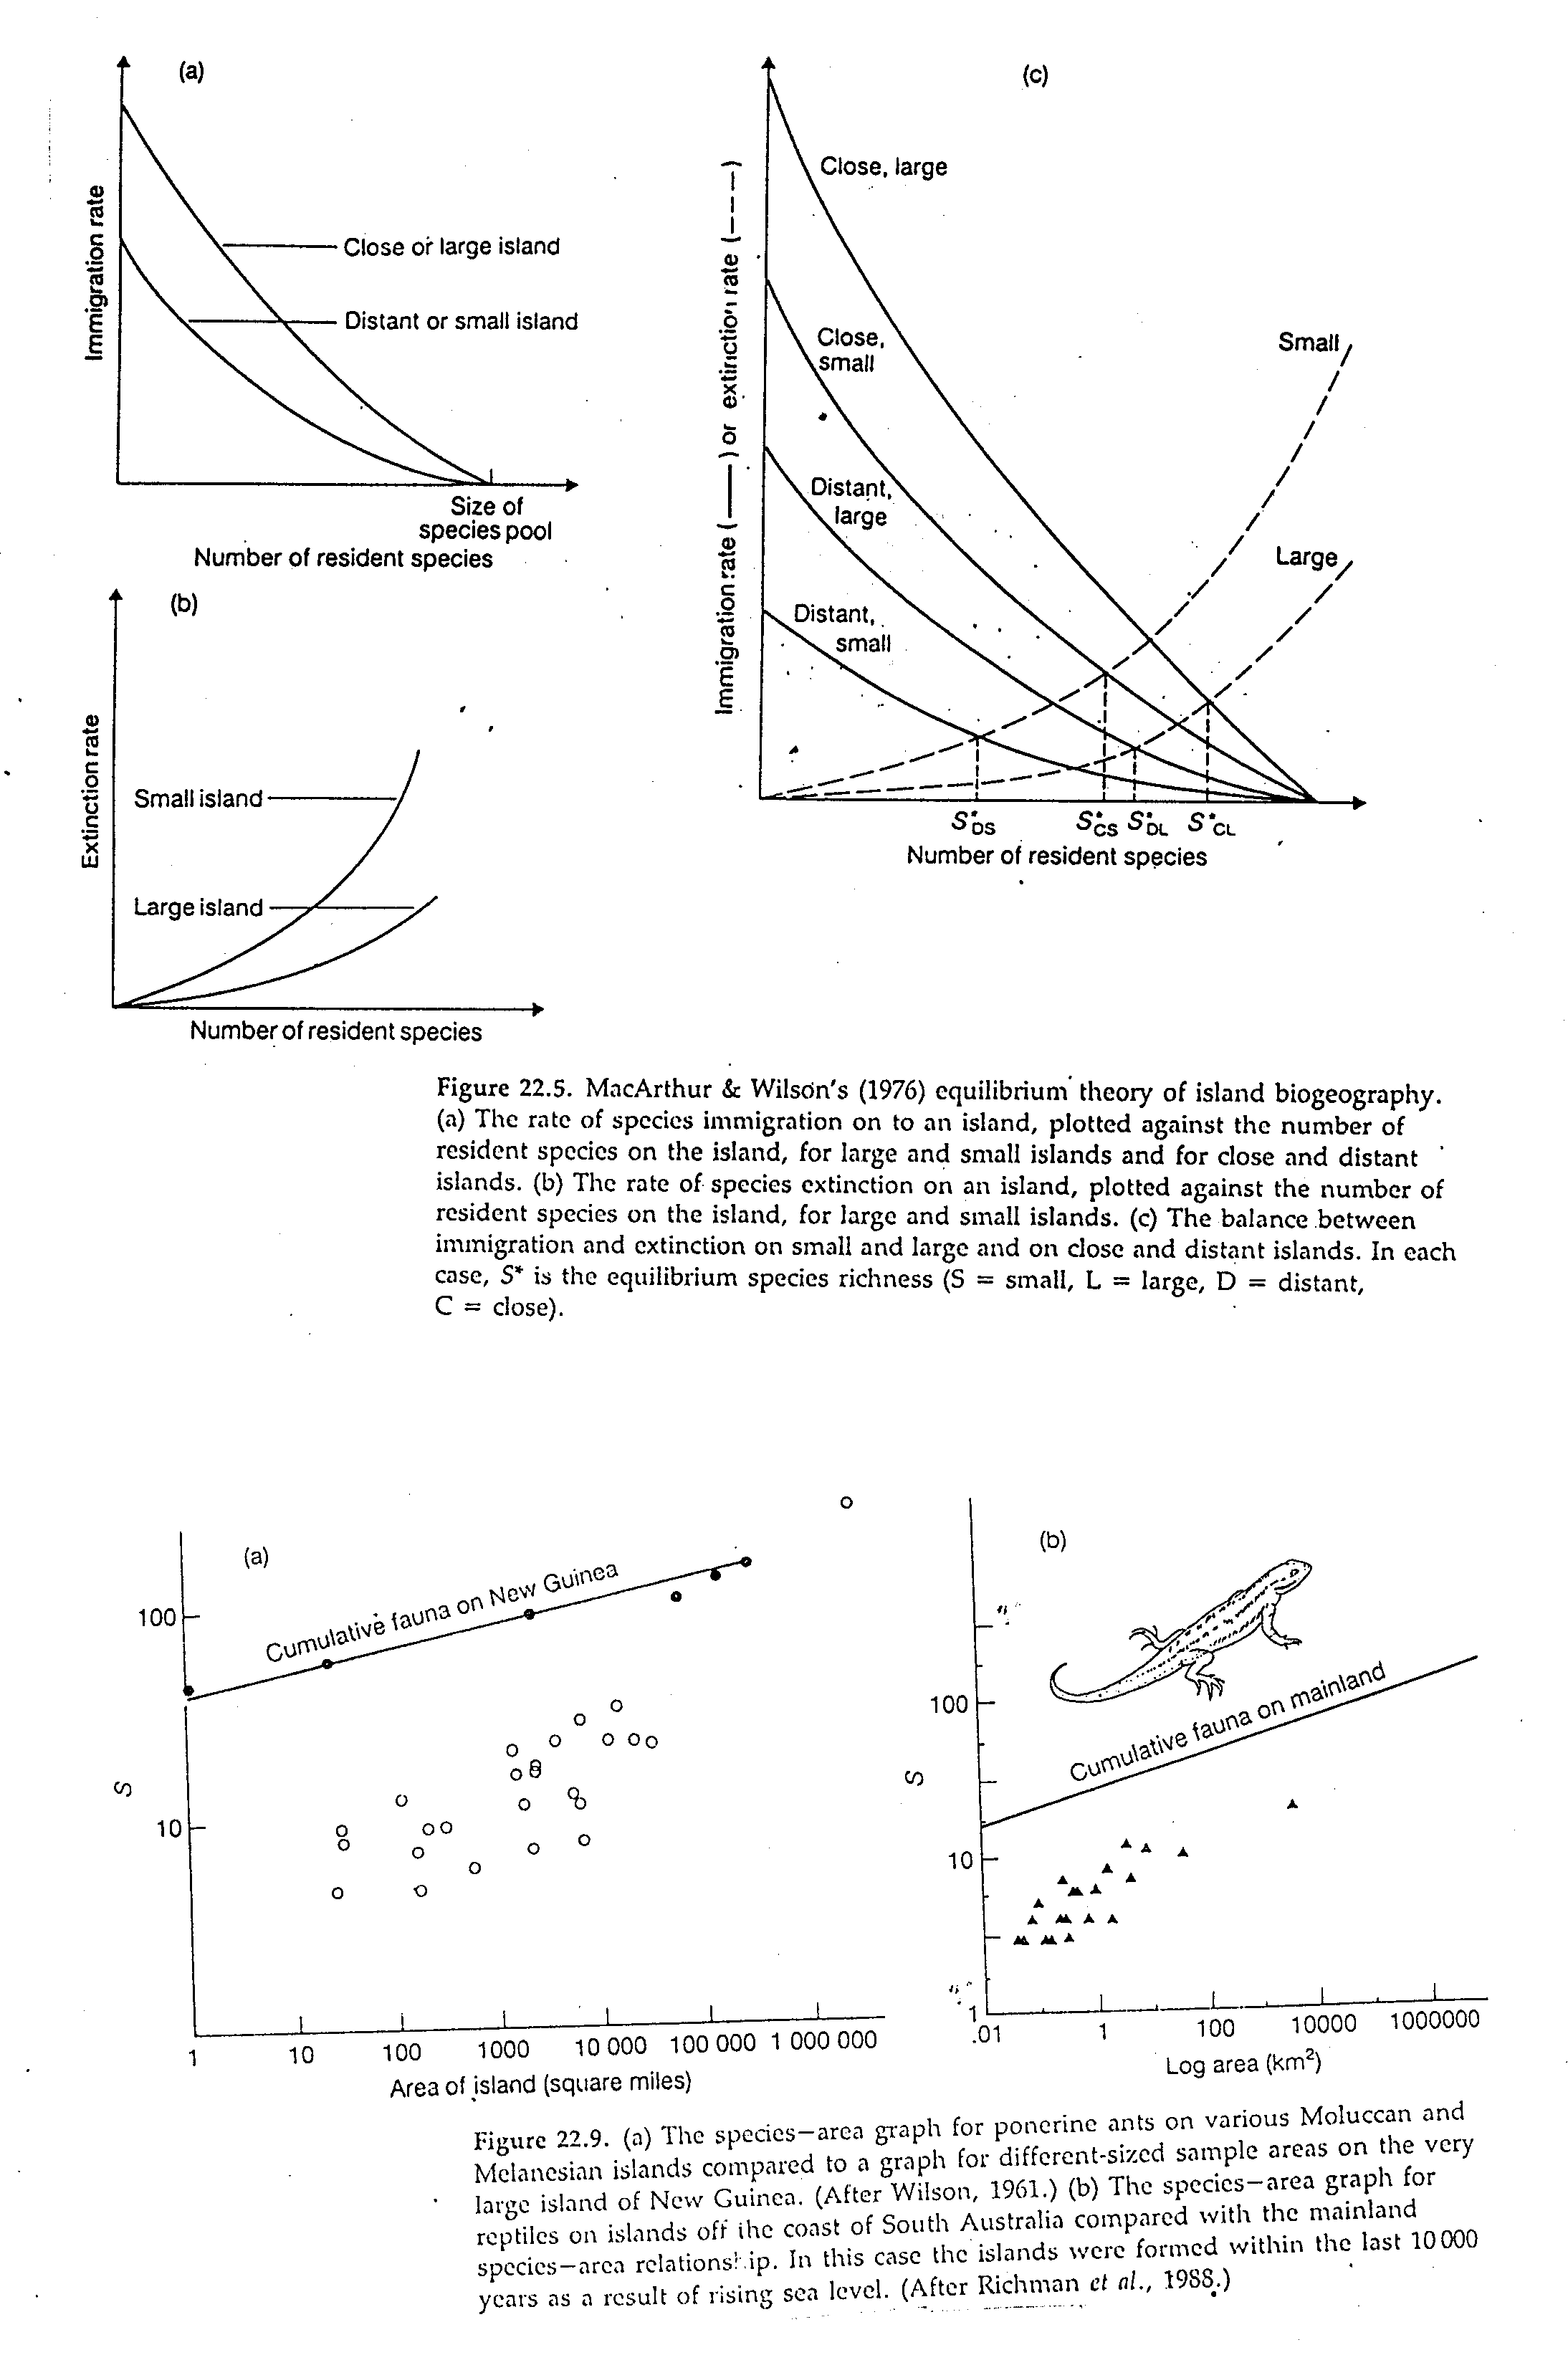 (a)
Immigration rate
Close or large island
Distant or small island
Size of
species pool
Number of resident species
(b)
Extinction rate
Small island
Large island
Number of resident species
(c)
Immigration rate (——) or extinction rate (– – –)
Close, large
Close,
small
Distant,
large
Distant,
small
Small
Large
S*DS
S*CS
S*DL
S*CL
Number of resident species
Figure 22.5. MacArthur & Wilson's (1976) equilibrium theory of island biogeography.
(a) The rate of species immigration on to an island, plotted against the number of
resident species on the island, for large and small islands and for close and distant
islands. (b) The rate of species extinction on an island, plotted against the number of
resident species on the island, for large and small islands. (c) The balance between
immigration and extinction on small and large and on close and distant islands. In each
case, S* is the equilibrium species richness (S = small, L = large, D = distant,
C = close).
(a)
Cumulative fauna on New Guinea
100
S
10
1
10
100
1000
10 000
100 000
1 000 000
Area of island (square miles)
(b)
Cumulative fauna on mainland
100
S
10
1
.01
1
100
10000
1000000
Log area (km²)
Figure 22.9. (a) The species–area graph for ponerine ants on various Moluccan and
Melanesian islands compared to a graph for different-sized sample areas on the very
large island of New Guinea. (After Wilson, 1961.) (b) The species–area graph for
reptiles on islands off the coast of South Australia compared with the mainland
species–area relationship. In this case the islands were formed within the last 10 000
years as a result of rising sea level. (After Richman et al., 1988.)